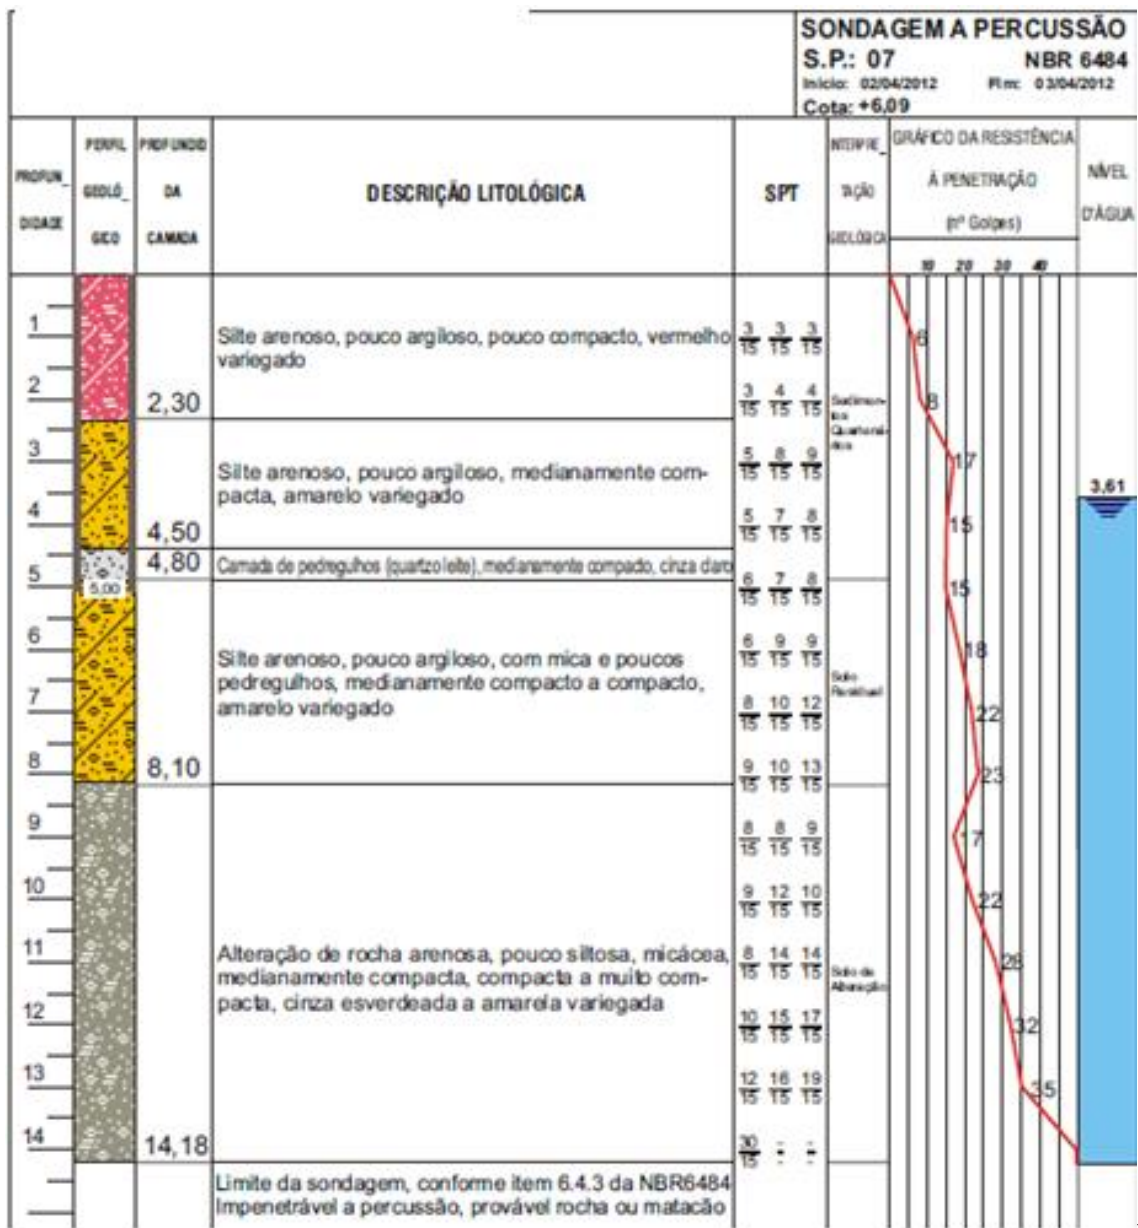 SONDAGEM A PERCUSSÃO
S.P.: 07 NBR 6484
Início: 02/04/2012 Fim: 03/04/2012
Cota: +6,09
PROFUN_
DIDADE
PERFIL
GEOLÓ_
GICO
PROFUNDID
DA
CAMADA
DESCRIÇÃO LITOLÓGICA
SPT
INTERPRE_
TAÇÃO
GEOLÓGICA
GRÁFICO DA RESISTÊNCIA
À PENETRAÇÃO
(nº Golpes)
10 20 30 40
NÍVEL
D'ÁGUA
1
Silte arenoso, pouco argiloso, pouco compacto, vermelho
variegado
3/15 3/15 3/15
6
2
2,30
3/15 4/15 4/15
8
3
Silte arenoso, pouco argiloso, medianamente com-
pacta, amarelo variegado
5/15 8/15 9/15
17
3,61
4
4,50
5/15 7/15 8/15
15
4,80
Camada de pedregulhos (quartzo leite), medianamente compacto, cinza claro
5
5,00
6/15 7/15 8/15
15
6
Silte arenoso, pouco argiloso, com mica e poucos
pedregulhos, medianamente compacto a compacto,
amarelo variegado
6/15 9/15 9/15
18
Solo
Residual
7
8/15 10/15 12/15
22
8
8,10
9/15 10/15 13/15
23
9
8/15 8/15 9/15
17
10
9/15 12/15 10/15
22
11
Alteração de rocha arenosa, pouco siltosa, micácea,
medianamente compacta, compacta a muito com-
pacta, cinza esverdeada a amarela variegada
8/15 14/15 14/15
Solo de
Alteração
28
12
10/15 15/15 17/15
32
13
12/15 16/15 19/15
35
14
14,18
30/15 - -
Limite da sondagem, conforme item 6.4.3 da NBR6484
Impenetrável a percussão, provável rocha ou matacão